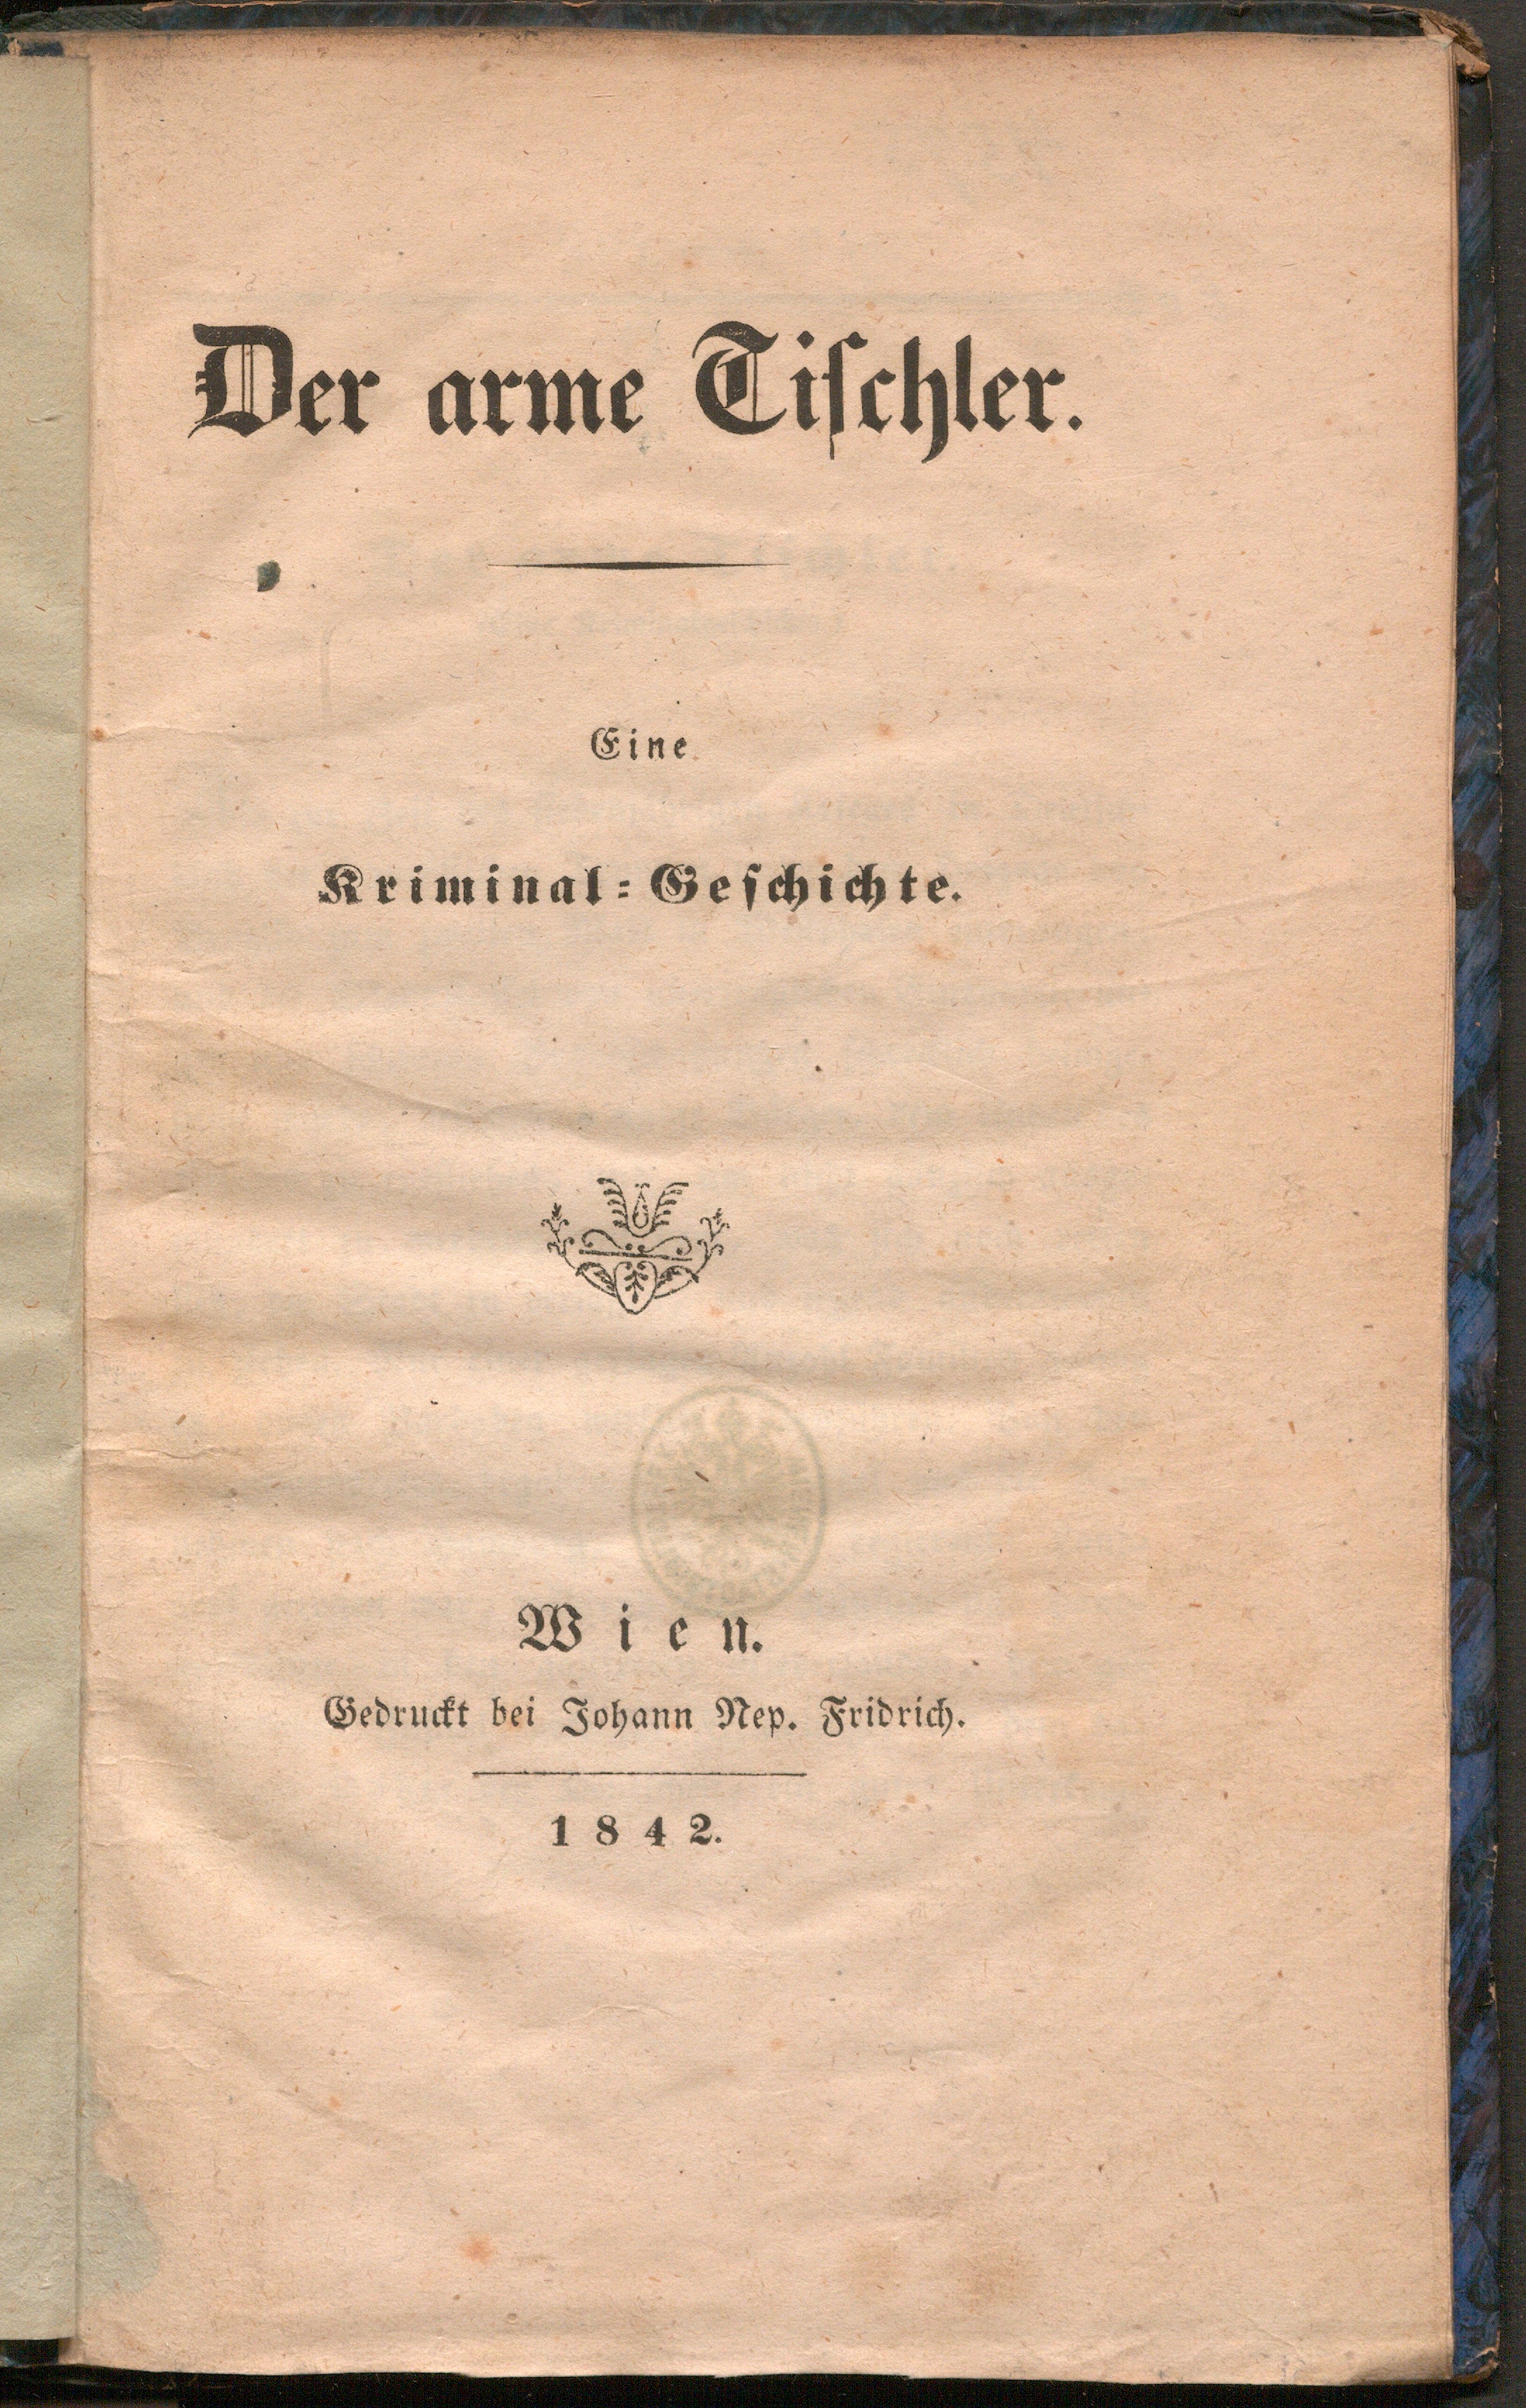 Der arme Tiſchler.
Eine
Kriminal=Geſchichte.
Wien.
Gedruckt bei Johann Nep. Fridrich.
1842.